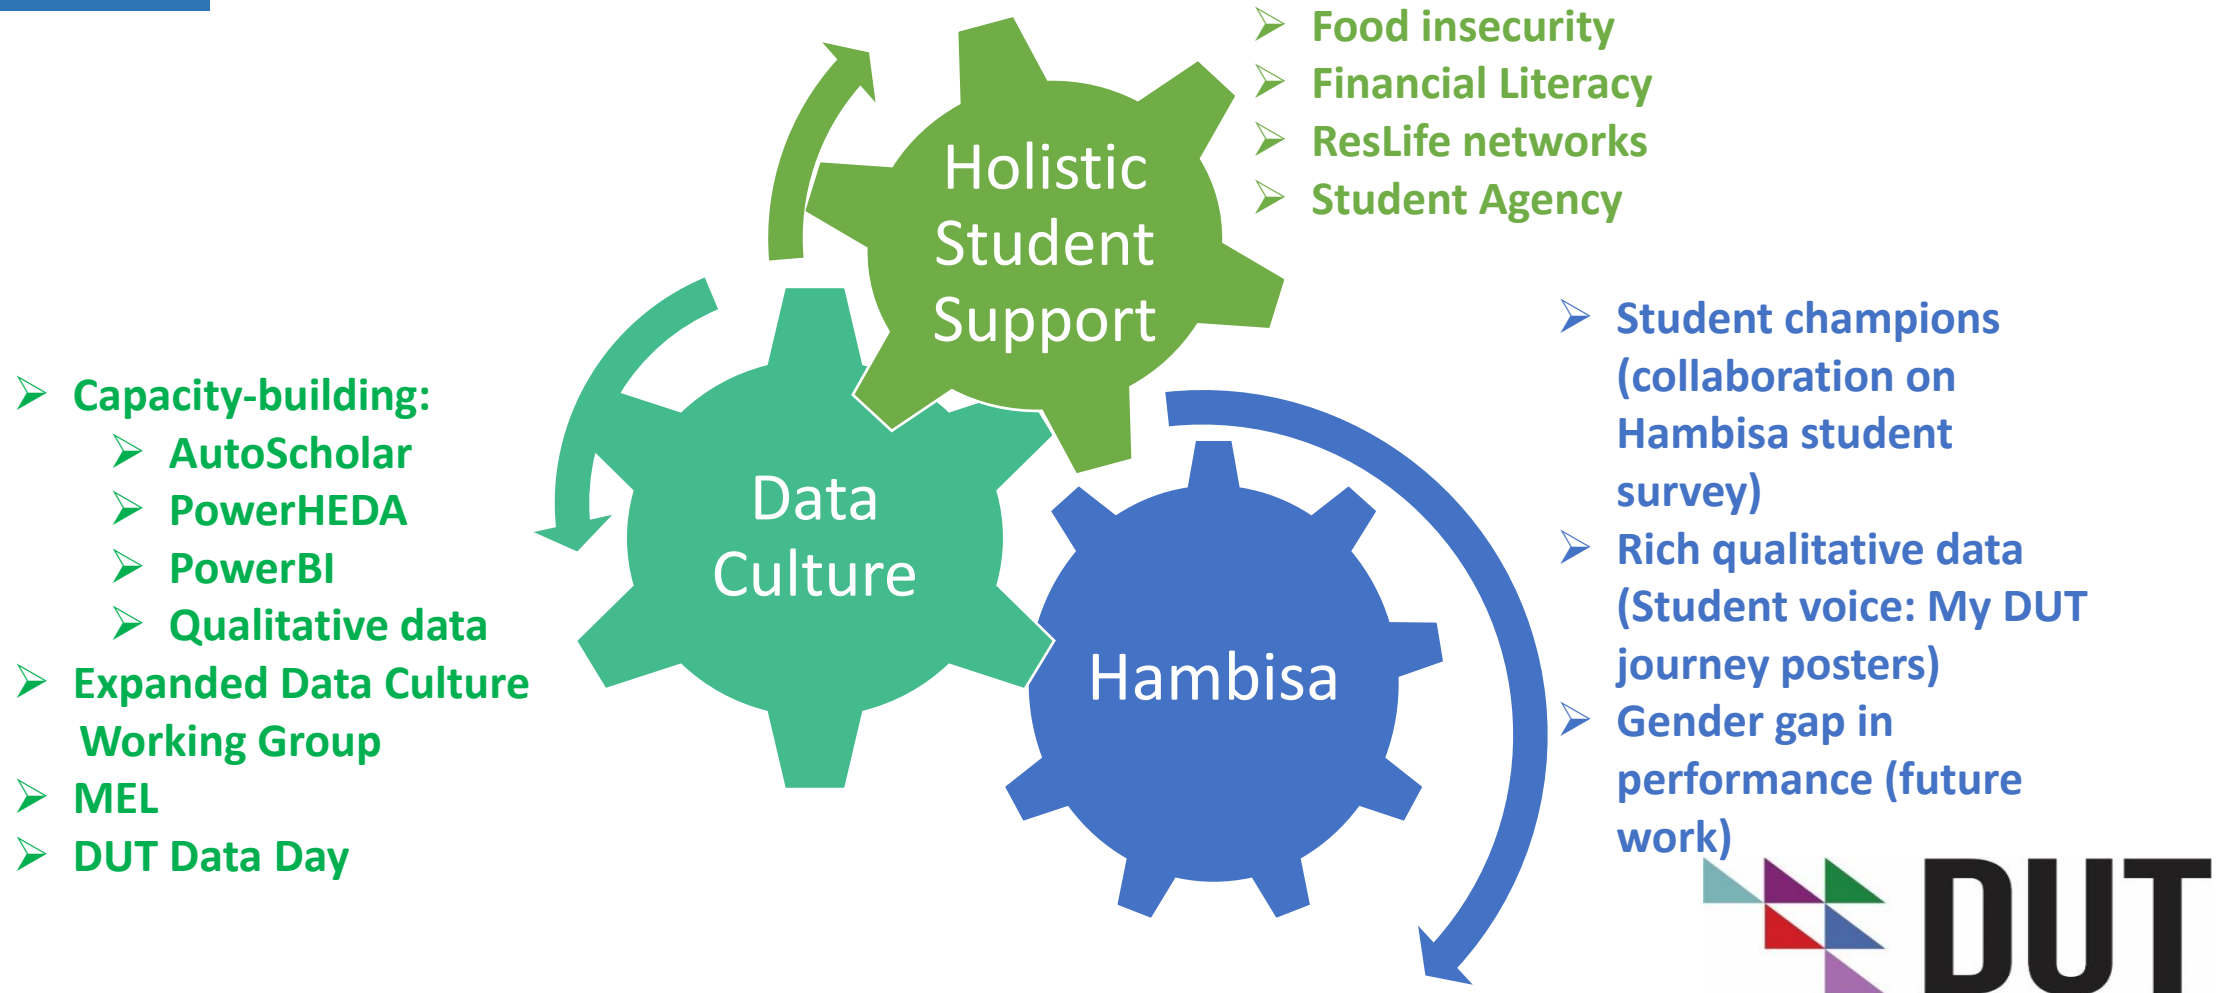 Food insecurity
Financial Literacy
ResLife networks
Student Agency
Holistic
Student
Support
Capacity-building:
AutoScholar
PowerHEDA
PowerBI
Qualitative data
Expanded Data Culture
Working Group
MEL
DUT Data Day
Data
Culture
Hambisa
Student champions
(collaboration on
Hambisa student
survey)
Rich qualitative data
(Student voice: My DUT
journey posters)
Gender gap in
performance (future
work)
DUT